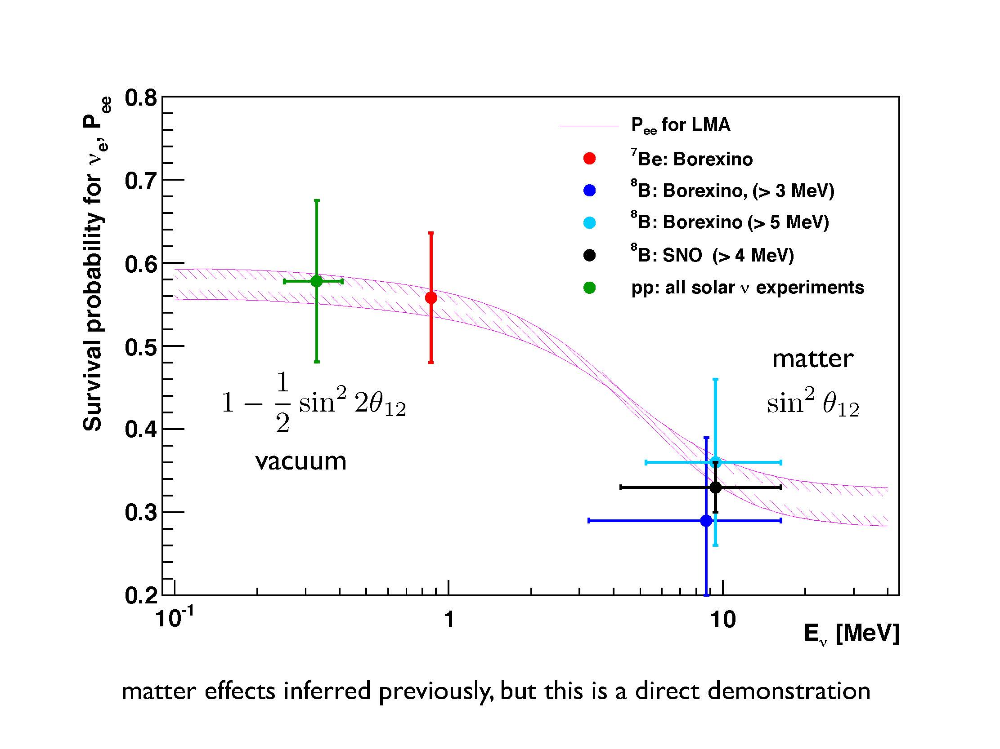 Survival probability for νe, Pee
0.8
0.7
0.6
0.5
0.4
0.3
0.2
Pee for LMA
⁷Be: Borexino
⁸B: Borexino, (> 3 MeV)
⁸B: Borexino (> 5 MeV)
⁸B: SNO (> 4 MeV)
pp: all solar ν experiments
1 − 1/2 sin² 2θ₁₂
vacuum
matter
sin² θ₁₂
10⁻¹
1
10
Eν [MeV]
matter effects inferred previously, but this is a direct demonstration